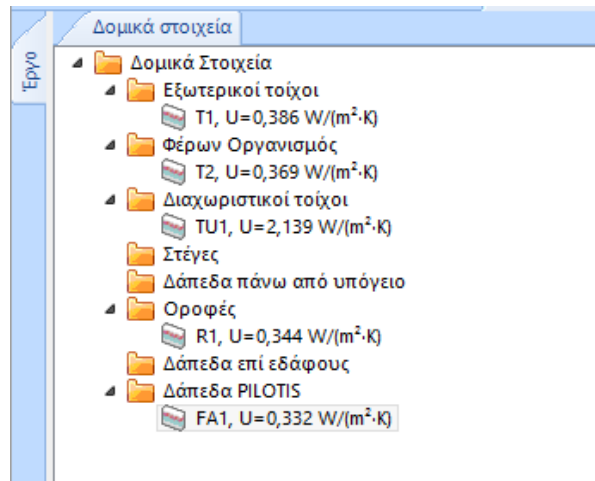 Δομικά στοιχεία
Έργο
Δομικά Στοιχεία
Εξωτερικοί τοίχοι
T1, U=0,386 W/(m²·K)
Φέρων Οργανισμός
T2, U=0,369 W/(m²·K)
Διαχωριστικοί τοίχοι
TU1, U=2,139 W/(m²·K)
Στέγες
Δάπεδα πάνω από υπόγειο
Οροφές
R1, U=0,344 W/(m²·K)
Δάπεδα επί εδάφους
Δάπεδα PILOTIS
FA1, U=0,332 W/(m²·K)